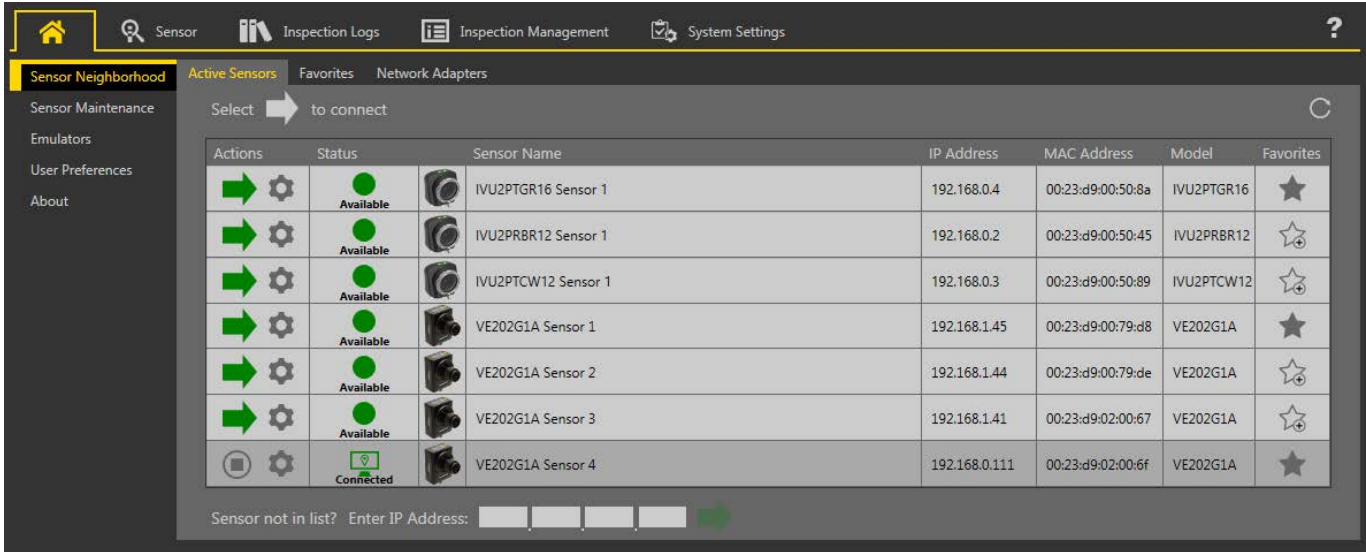 Sensor Inspection Logs Inspection Management System Settings ?
Sensor Neighborhood Active Sensors Favorites Network Adapters
Sensor Maintenance Select to connect
Emulators
User Preferences
About
Actions Status Sensor Name IP Address MAC Address Model Favorites
Available IVU2PTGR16 Sensor 1 192.168.0.4 00:23:d9:00:50:8a IVU2PTGR16
Available IVU2PRBR12 Sensor 1 192.168.0.2 00:23:d9:00:50:45 IVU2PRBR12
Available IVU2PTCW12 Sensor 1 192.168.0.3 00:23:d9:00:50:89 IVU2PTCW12
Available VE202G1A Sensor 1 192.168.1.45 00:23:d9:00:79:d8 VE202G1A
Available VE202G1A Sensor 2 192.168.1.44 00:23:d9:00:79:de VE202G1A
Available VE202G1A Sensor 3 192.168.1.41 00:23:d9:02:00:67 VE202G1A
Connected VE202G1A Sensor 4 192.168.0.111 00:23:d9:02:00:6f VE202G1A
Sensor not in list? Enter IP Address: . . .